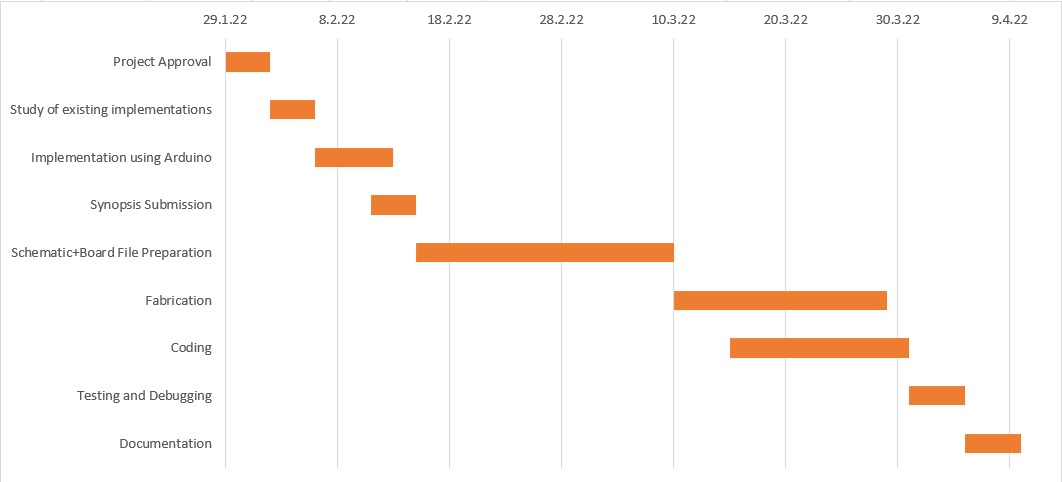 29.1.22 8.2.22 18.2.22 28.2.22 10.3.22 20.3.22 30.3.22 9.4.22
Project Approval
Study of existing implementations
Implementation using Arduino
Synopsis Submission
Schematic+Board File Preparation
Fabrication
Coding
Testing and Debugging
Documentation